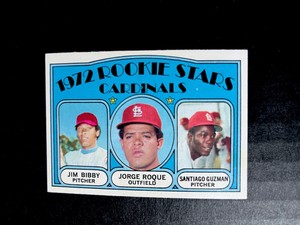 1972 ROOKIE STARS
CARDINALS
JIM BIBBY
PITCHER
JORGE ROQUE
OUTFIELD
SANTIAGO GUZMAN
PITCHER